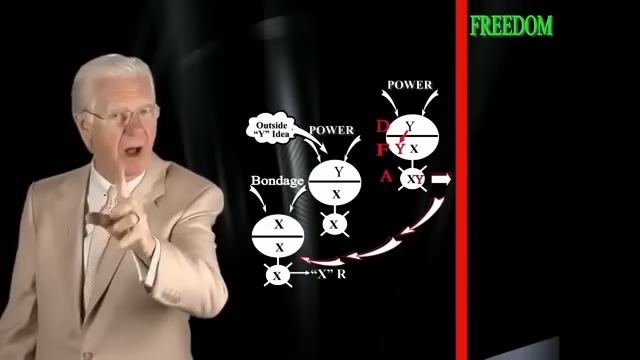 FREEDOM
POWER
D
Y
F
Y X
A
XY
Outside
"Y" Idea
POWER
Y
X
X
Bondage
X
X
X
"X" R